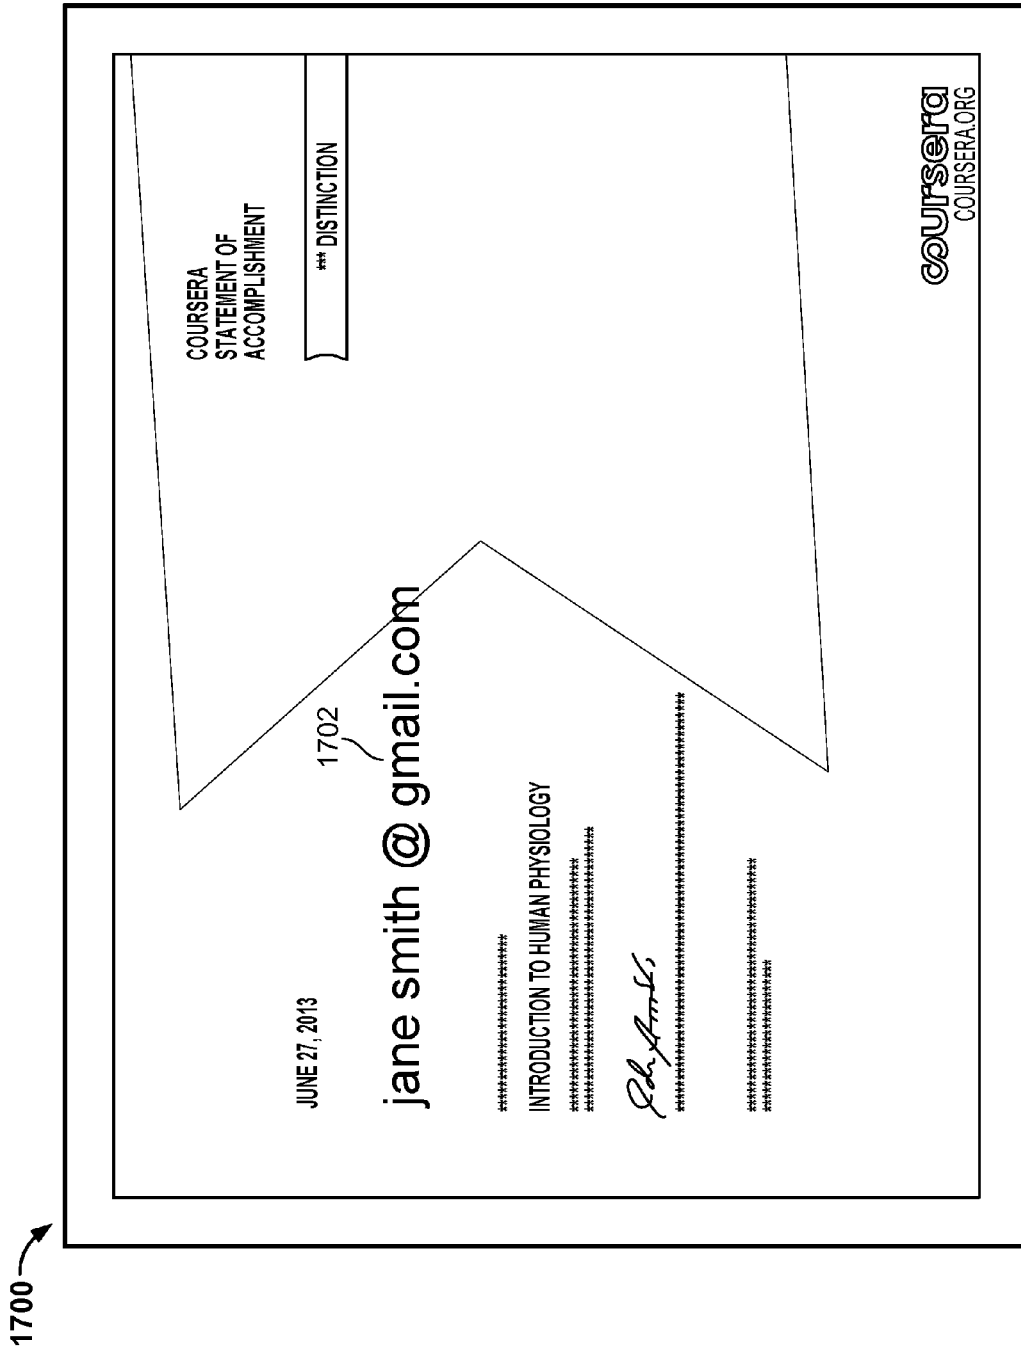 1700
COURSERA
STATEMENT OF
ACCOMPLISHMENT
*** DISTINCTION
JUNE 27, 2013
1702
jane smith @ gmail.com
******************************
INTRODUCTION TO HUMAN PHYSIOLOGY
coursera
COURSERA.ORG